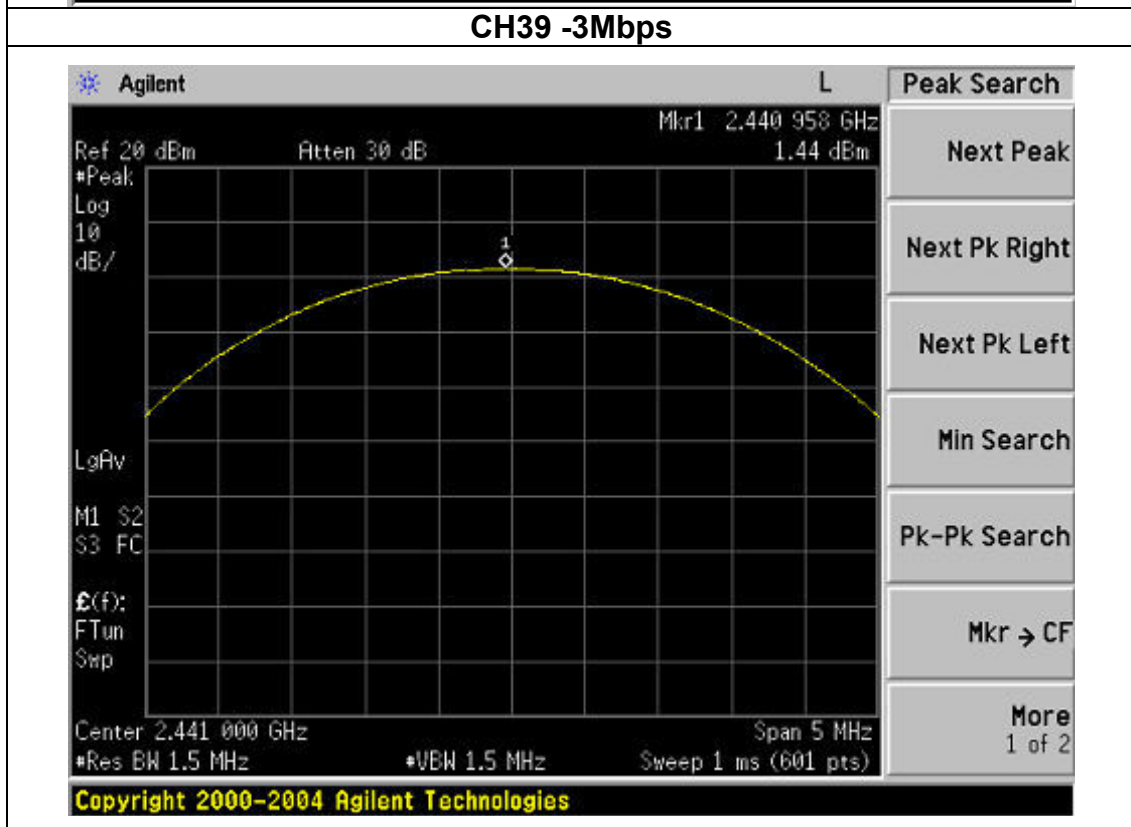 CH39 -3Mbps
Agilent L Peak Search
Mkr1 2.440 958 GHz
Ref 20 dBm Atten 30 dB 1.44 dBm
#Peak
Log
10
dB/
1
LgAv
M1 S2
S3 FC
£(f):
FTun
Swp
Center 2.441 000 GHz Span 5 MHz
#Res BW 1.5 MHz #VBW 1.5 MHz Sweep 1 ms (601 pts)
Copyright 2000-2004 Agilent Technologies
Next Peak
Next Pk Right
Next Pk Left
Min Search
Pk-Pk Search
Mkr → CF
More
1 of 2